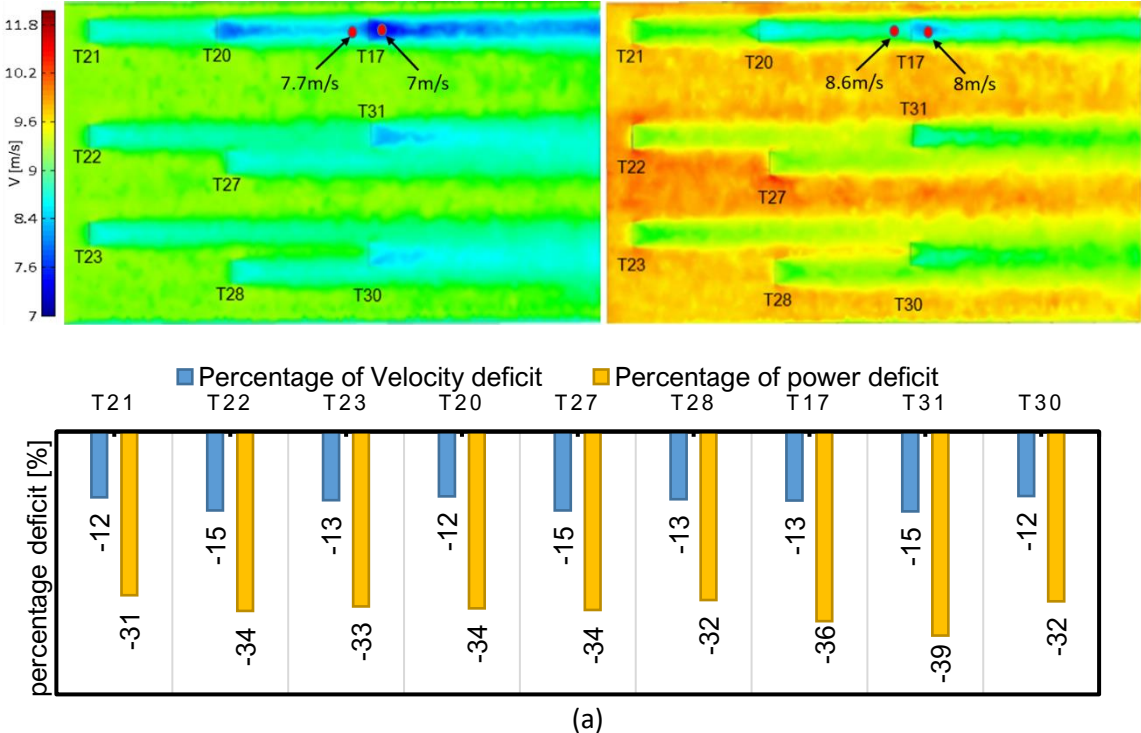 11.8
11.2
10.4
9.6
9
8.4
7.6
7
V [m/s]
T21
T20
T17
7.7m/s
7m/s
T31
T22
T27
T23
T28
T30
T21
T20
T17
8.6m/s
8m/s
T31
T22
T27
T23
T28
T30
Percentage of Velocity deficit
Percentage of power deficit
T21 T22 T23 T20 T27 T28 T17 T31 T30
percentage deficit [%]
-12 -15 -13 -12 -15 -13 -13 -15 -12
-31 -34 -33 -34 -34 -32 -36 -39 -32
(a)